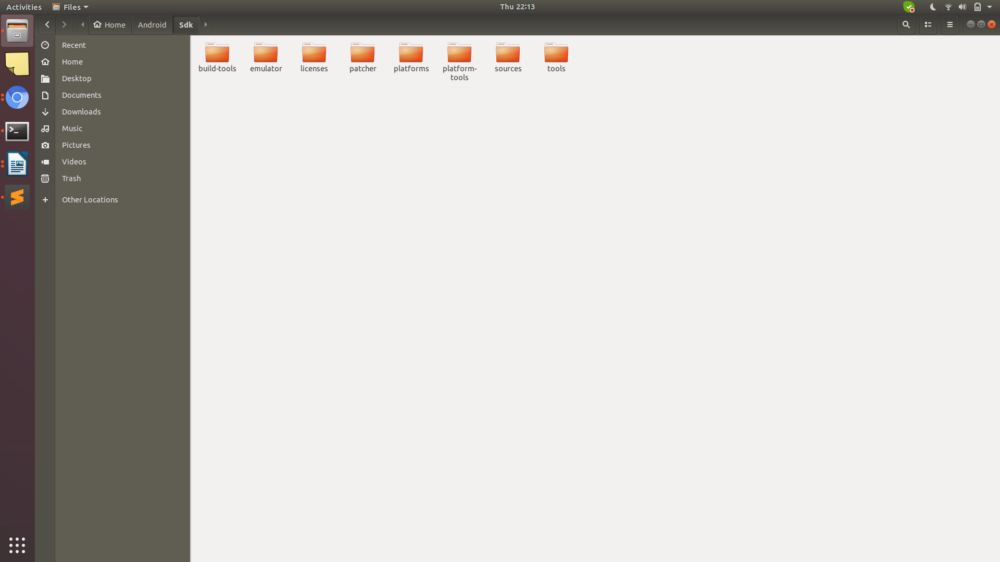 Activities
Files
Thu 22:13
Home
Android
Sdk
Recent
Home
Desktop
Documents
Downloads
Music
Pictures
Videos
Trash
Other Locations
build-tools
emulator
licenses
patcher
platforms
platform-
tools
sources
tools